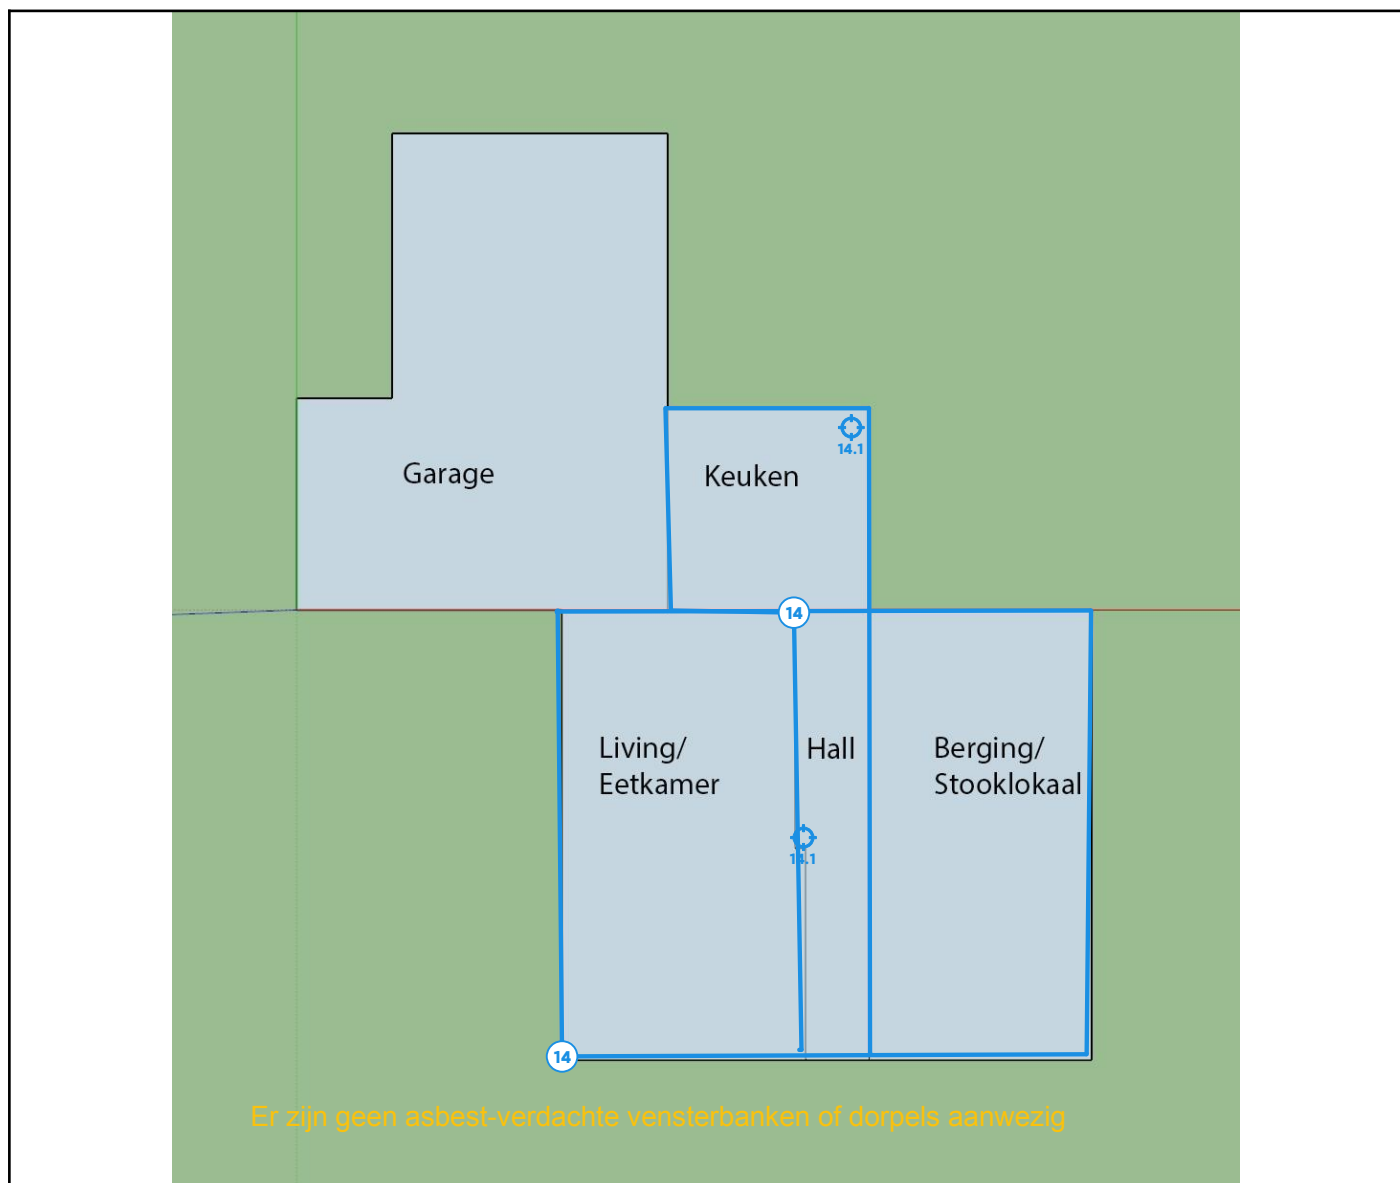 14.1
Garage
Keuken
14
Living/
Eetkamer
Hall
Berging/
Stooklokaal
14.1
14
Er zijn geen asbest-verdachte vensterbanken of dorpels aanwezig